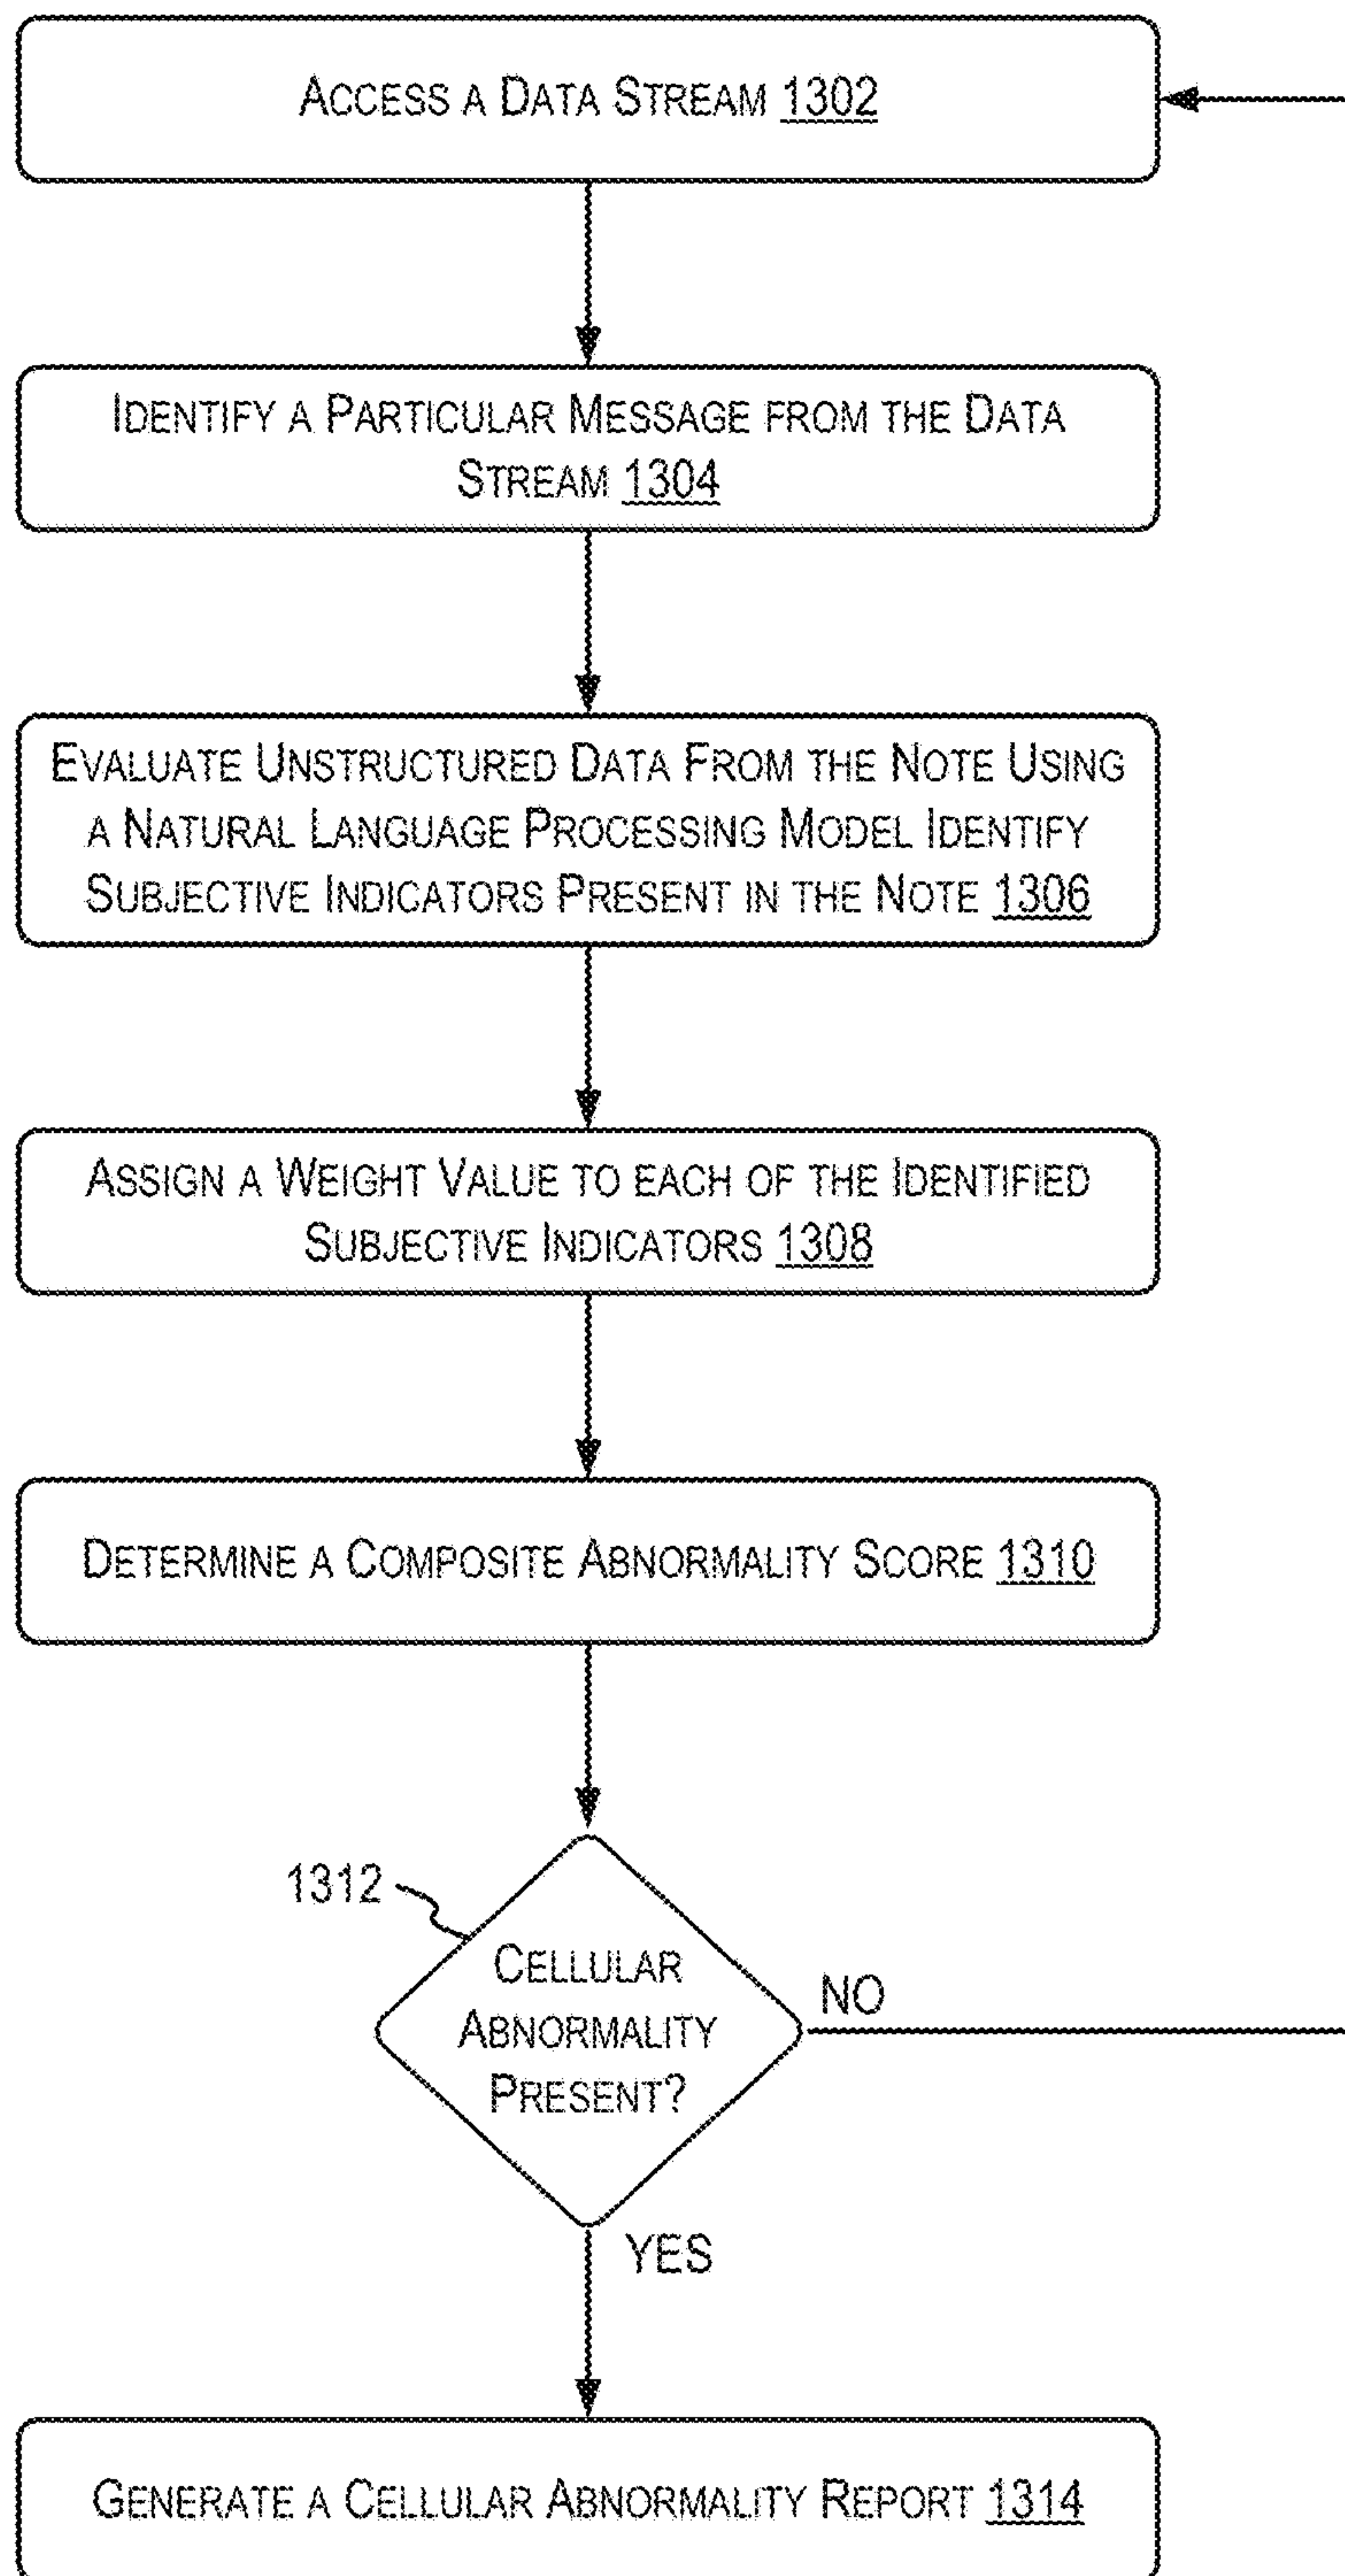 ACCESS A DATA STREAM 1302
IDENTIFY A PARTICULAR MESSAGE FROM THE DATA
STREAM 1304
EVALUATE UNSTRUCTURED DATA FROM THE NOTE USING
A NATURAL LANGUAGE PROCESSING MODEL IDENTIFY
SUBJECTIVE INDICATORS PRESENT IN THE NOTE 1306
ASSIGN A WEIGHT VALUE TO EACH OF THE IDENTIFIED
SUBJECTIVE INDICATORS 1308
DETERMINE A COMPOSITE ABNORMALITY SCORE 1310
1312
CELLULAR
ABNORMALITY
PRESENT?
NO
YES
GENERATE A CELLULAR ABNORMALITY REPORT 1314